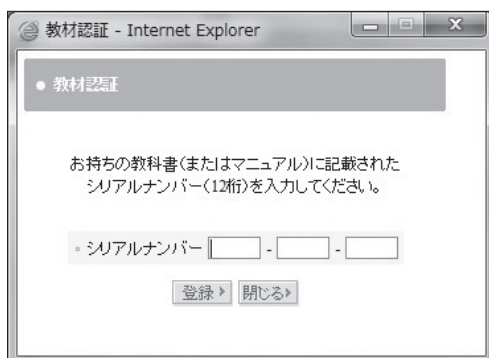 教材認証 - Internet Explorer
教材認証
お持ちの教科書(またはマニュアル)に記載された
シリアルナンバー(12桁)を入力してください。
シリアルナンバー - -
登録 閉じる